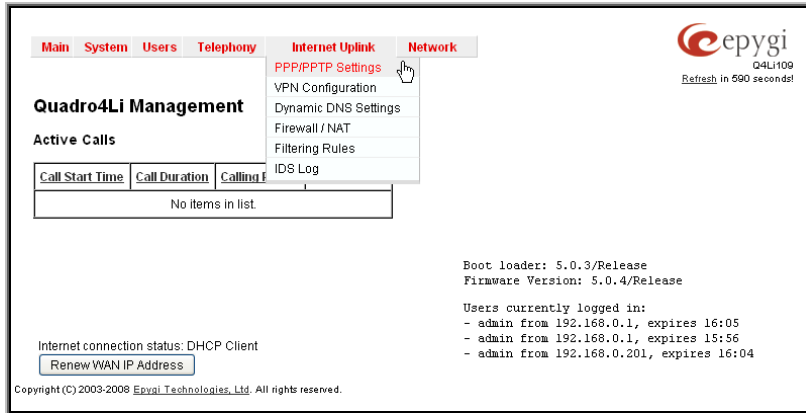 Main System Users Telephony Internet Uplink Network
epygi
Q4Li109
Refresh in 590 seconds!
PPP/PPTP Settings
VPN Configuration
Dynamic DNS Settings
Firewall / NAT
Filtering Rules
IDS Log
Quadro4Li Management
Active Calls
Call Start Time Call Duration Calling
No items in list.
Boot loader: 5.0.3/Release
Firmware Version: 5.0.4/Release
Users currently logged in:
- admin from 192.168.0.1, expires 16:05
- admin from 192.168.0.1, expires 15:56
- admin from 192.168.0.201, expires 16:04
Internet connection status: DHCP Client
Renew WAN IP Address
Copyright (C) 2003-2008 Epygi Technologies, Ltd. All rights reserved.